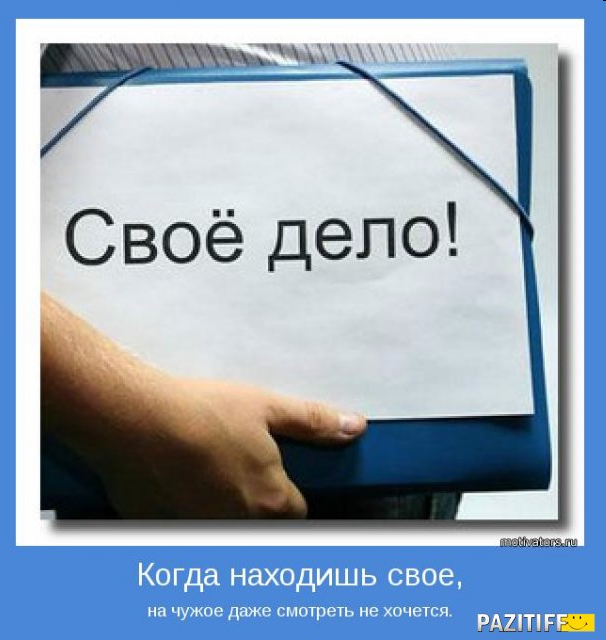 Своё дело!
motivators.ru
Когда находишь свое,
на чужое даже смотреть не хочется.
PAZITIFF